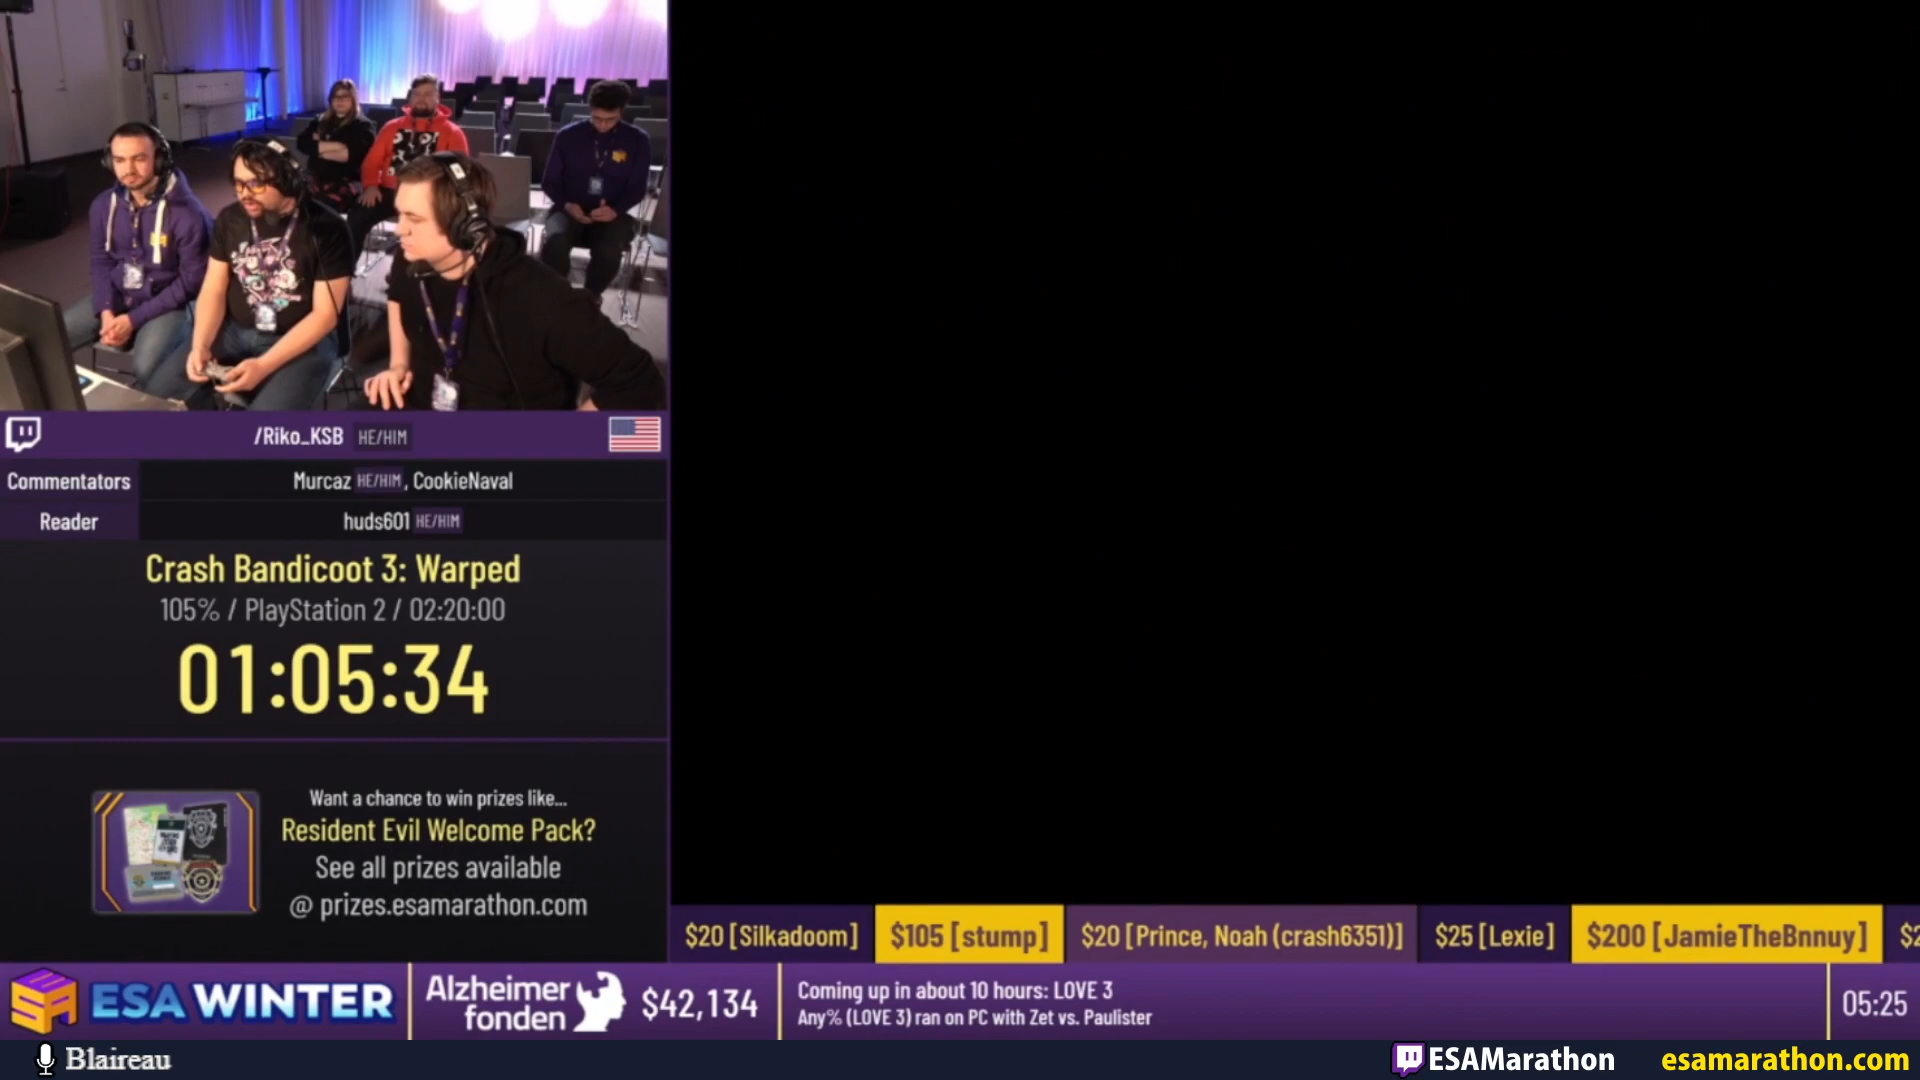 /Riko_KSB HE/HIM
Commentators Murcaz HE/HIM, CookieNaval
Reader huds601 HE/HIM
Crash Bandicoot 3: Warped
105% / PlayStation 2 / 02:20:00
01:05:34
Want a chance to win prizes like...
Resident Evil Welcome Pack?
See all prizes available
@ prizes.esamarathon.com
$20 [Silkadoom] $105 [stump] $20 [Prince, Noah (crash6351)] $25 [Lexie] $200 [JamieTheBnnuy]
ESA WINTER
Alzheimer
fonden
$42,134
Coming up in about 10 hours: LOVE 3
Any% (LOVE 3) ran on PC with Zet vs. Paulister
05:25
Blaireau
ESAMarathon
esamarathon.com